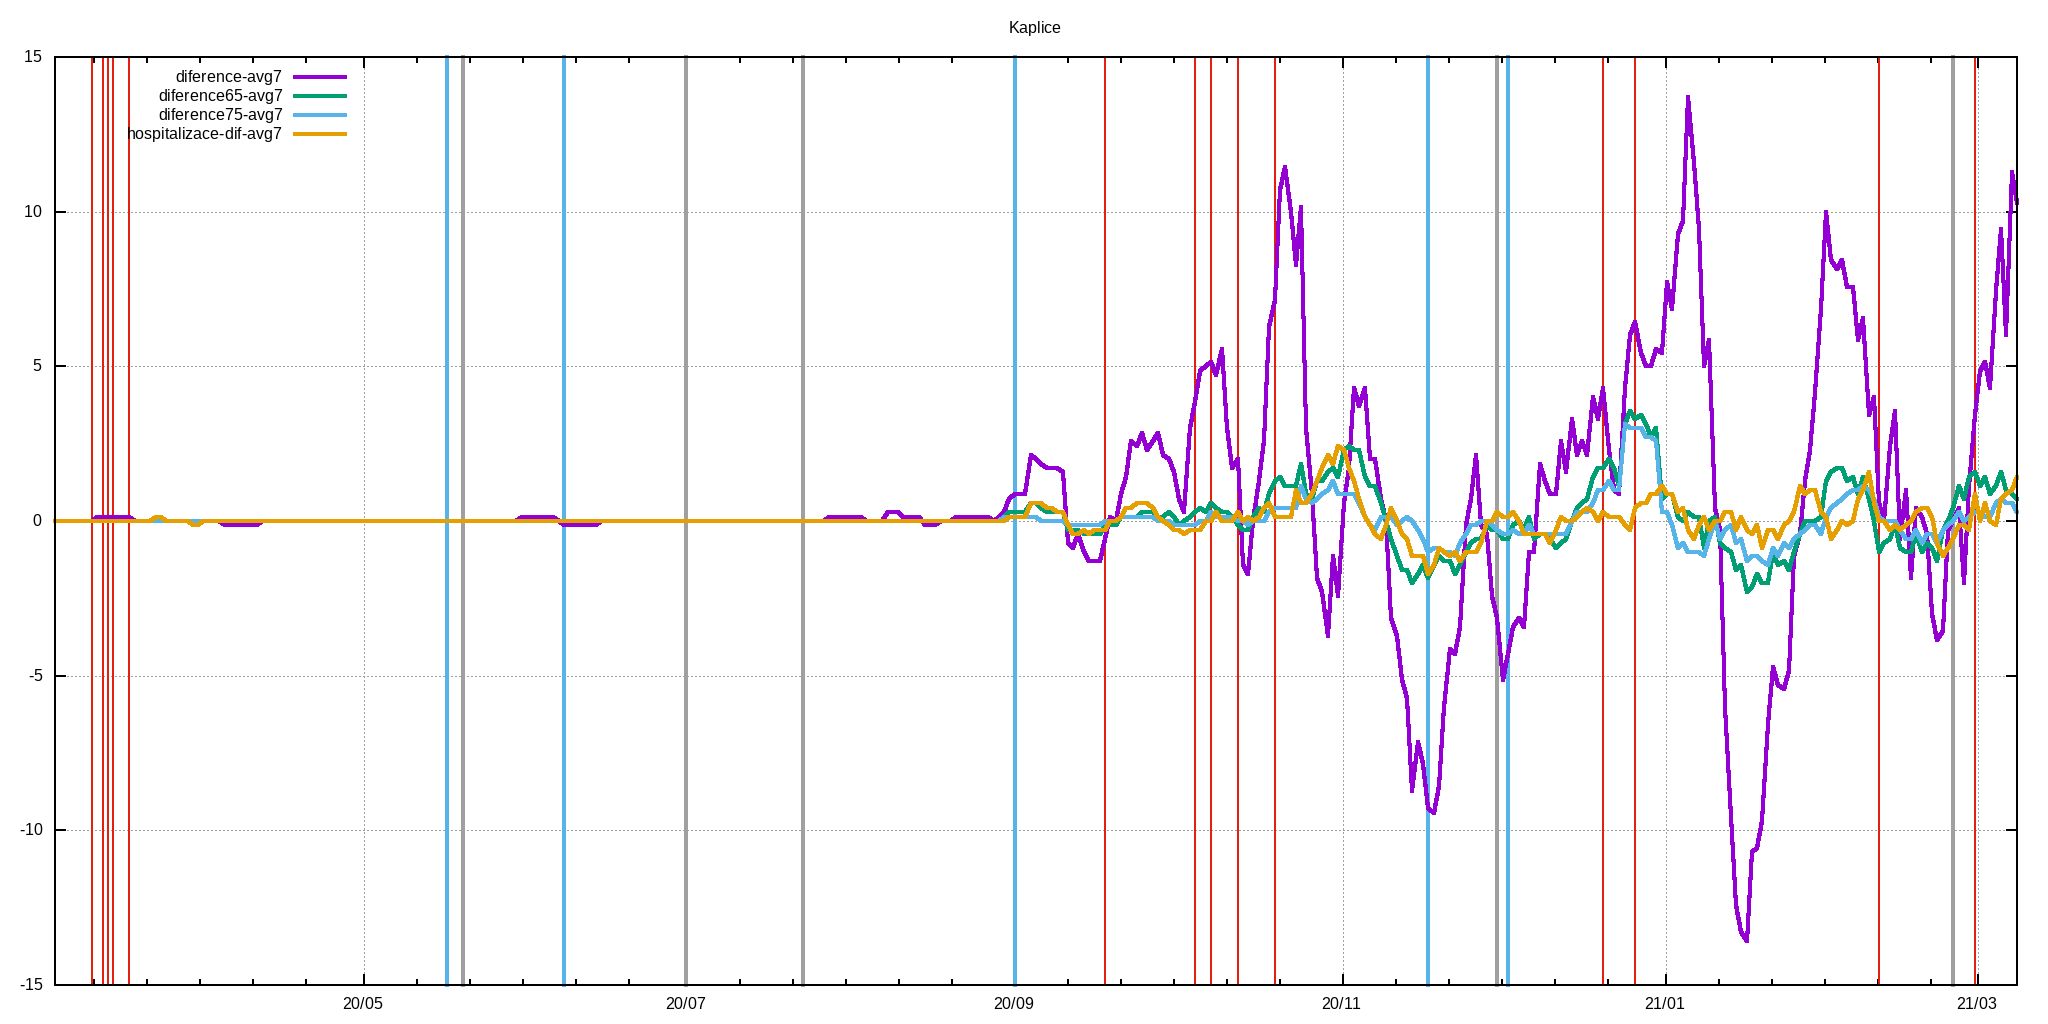 Kaplice
15
diference-avg7
diference65-avg7
diference75-avg7
hospitalizace-dif-avg7
10
5
0
-5
-10
-15
20/05 20/07 20/09 20/11 21/01 21/03